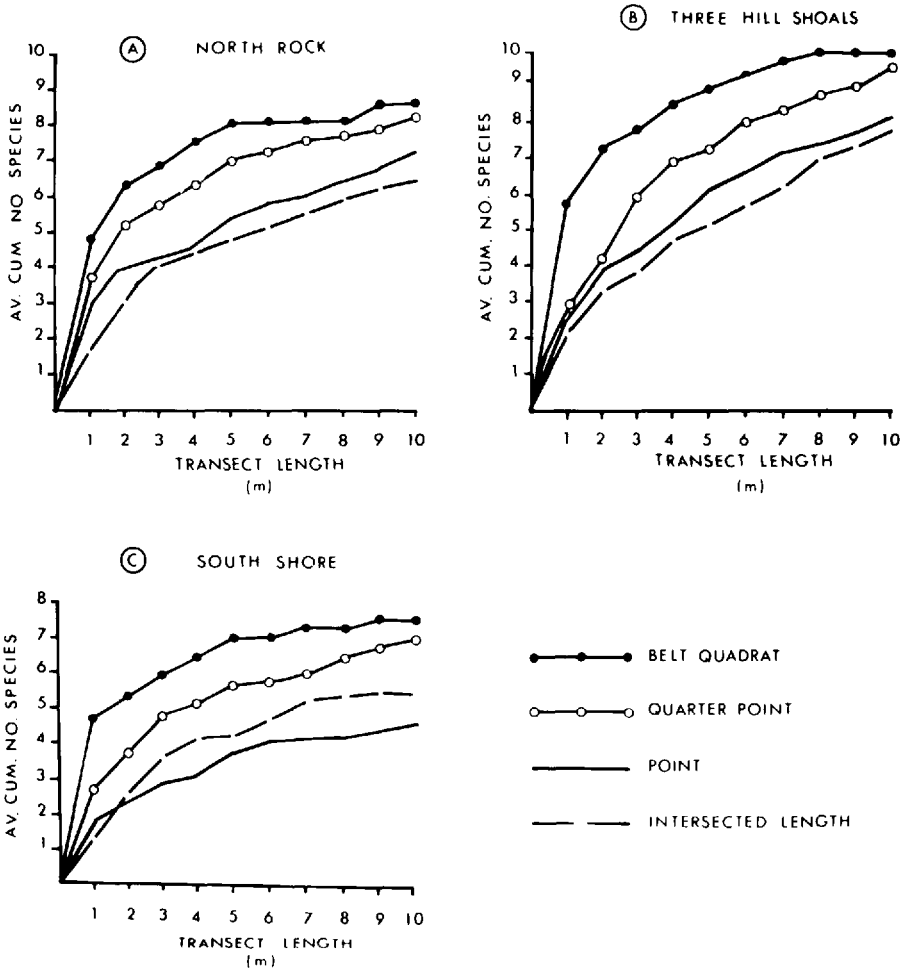 A NORTH ROCK
AV. CUM. NO SPECIES
10
9
8
7
6
5
4
3
2
1
1 2 3 4 5 6 7 8 9 10
TRANSECT LENGTH
(m)
B THREE HILL SHOALS
AV. CUM. NO. SPECIES
10
9
8
7
6
5
4
3
2
1
1 2 3 4 5 6 7 8 9 10
TRANSECT LENGTH
(m)
C SOUTH SHORE
AV. CUM. NO. SPECIES
8
7
6
5
4
3
2
1
1 2 3 4 5 6 7 8 9 10
TRANSECT LENGTH
(m)
BELT QUADRAT
QUARTER POINT
POINT
INTERSECTED LENGTH